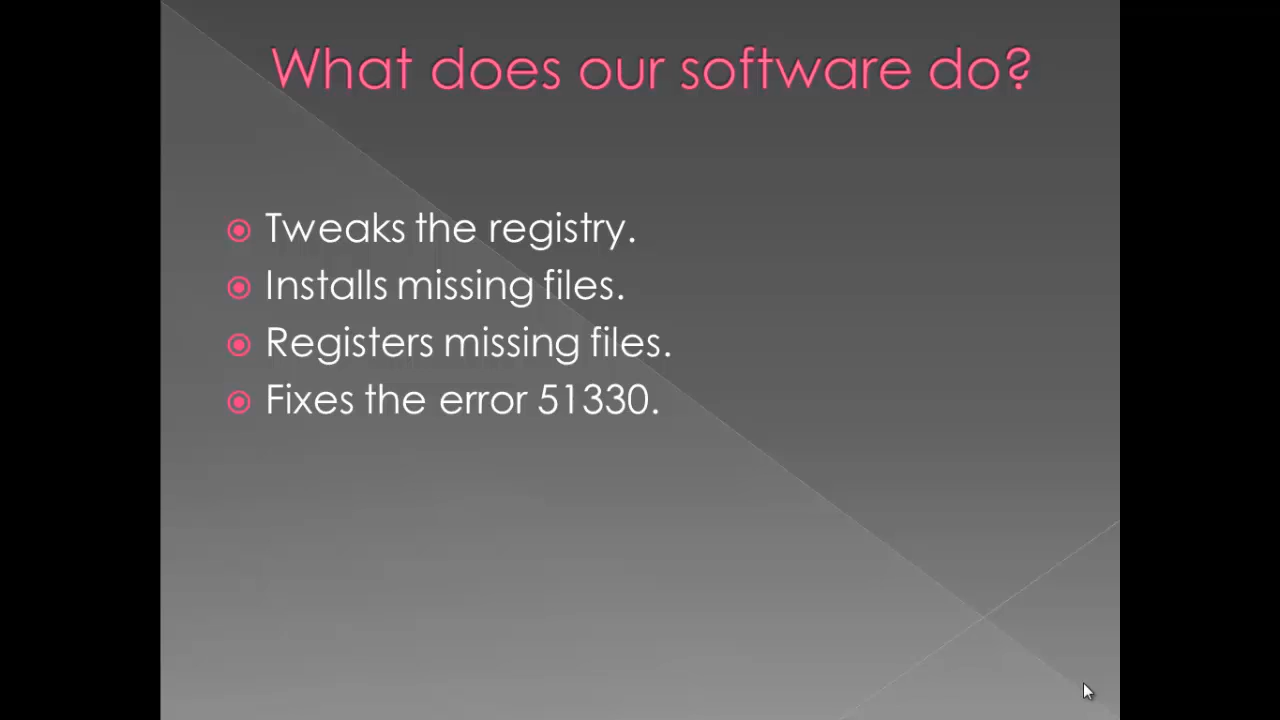 What does our software do?
Tweaks the registry.
Installs missing files.
Registers missing files.
Fixes the error 51330.